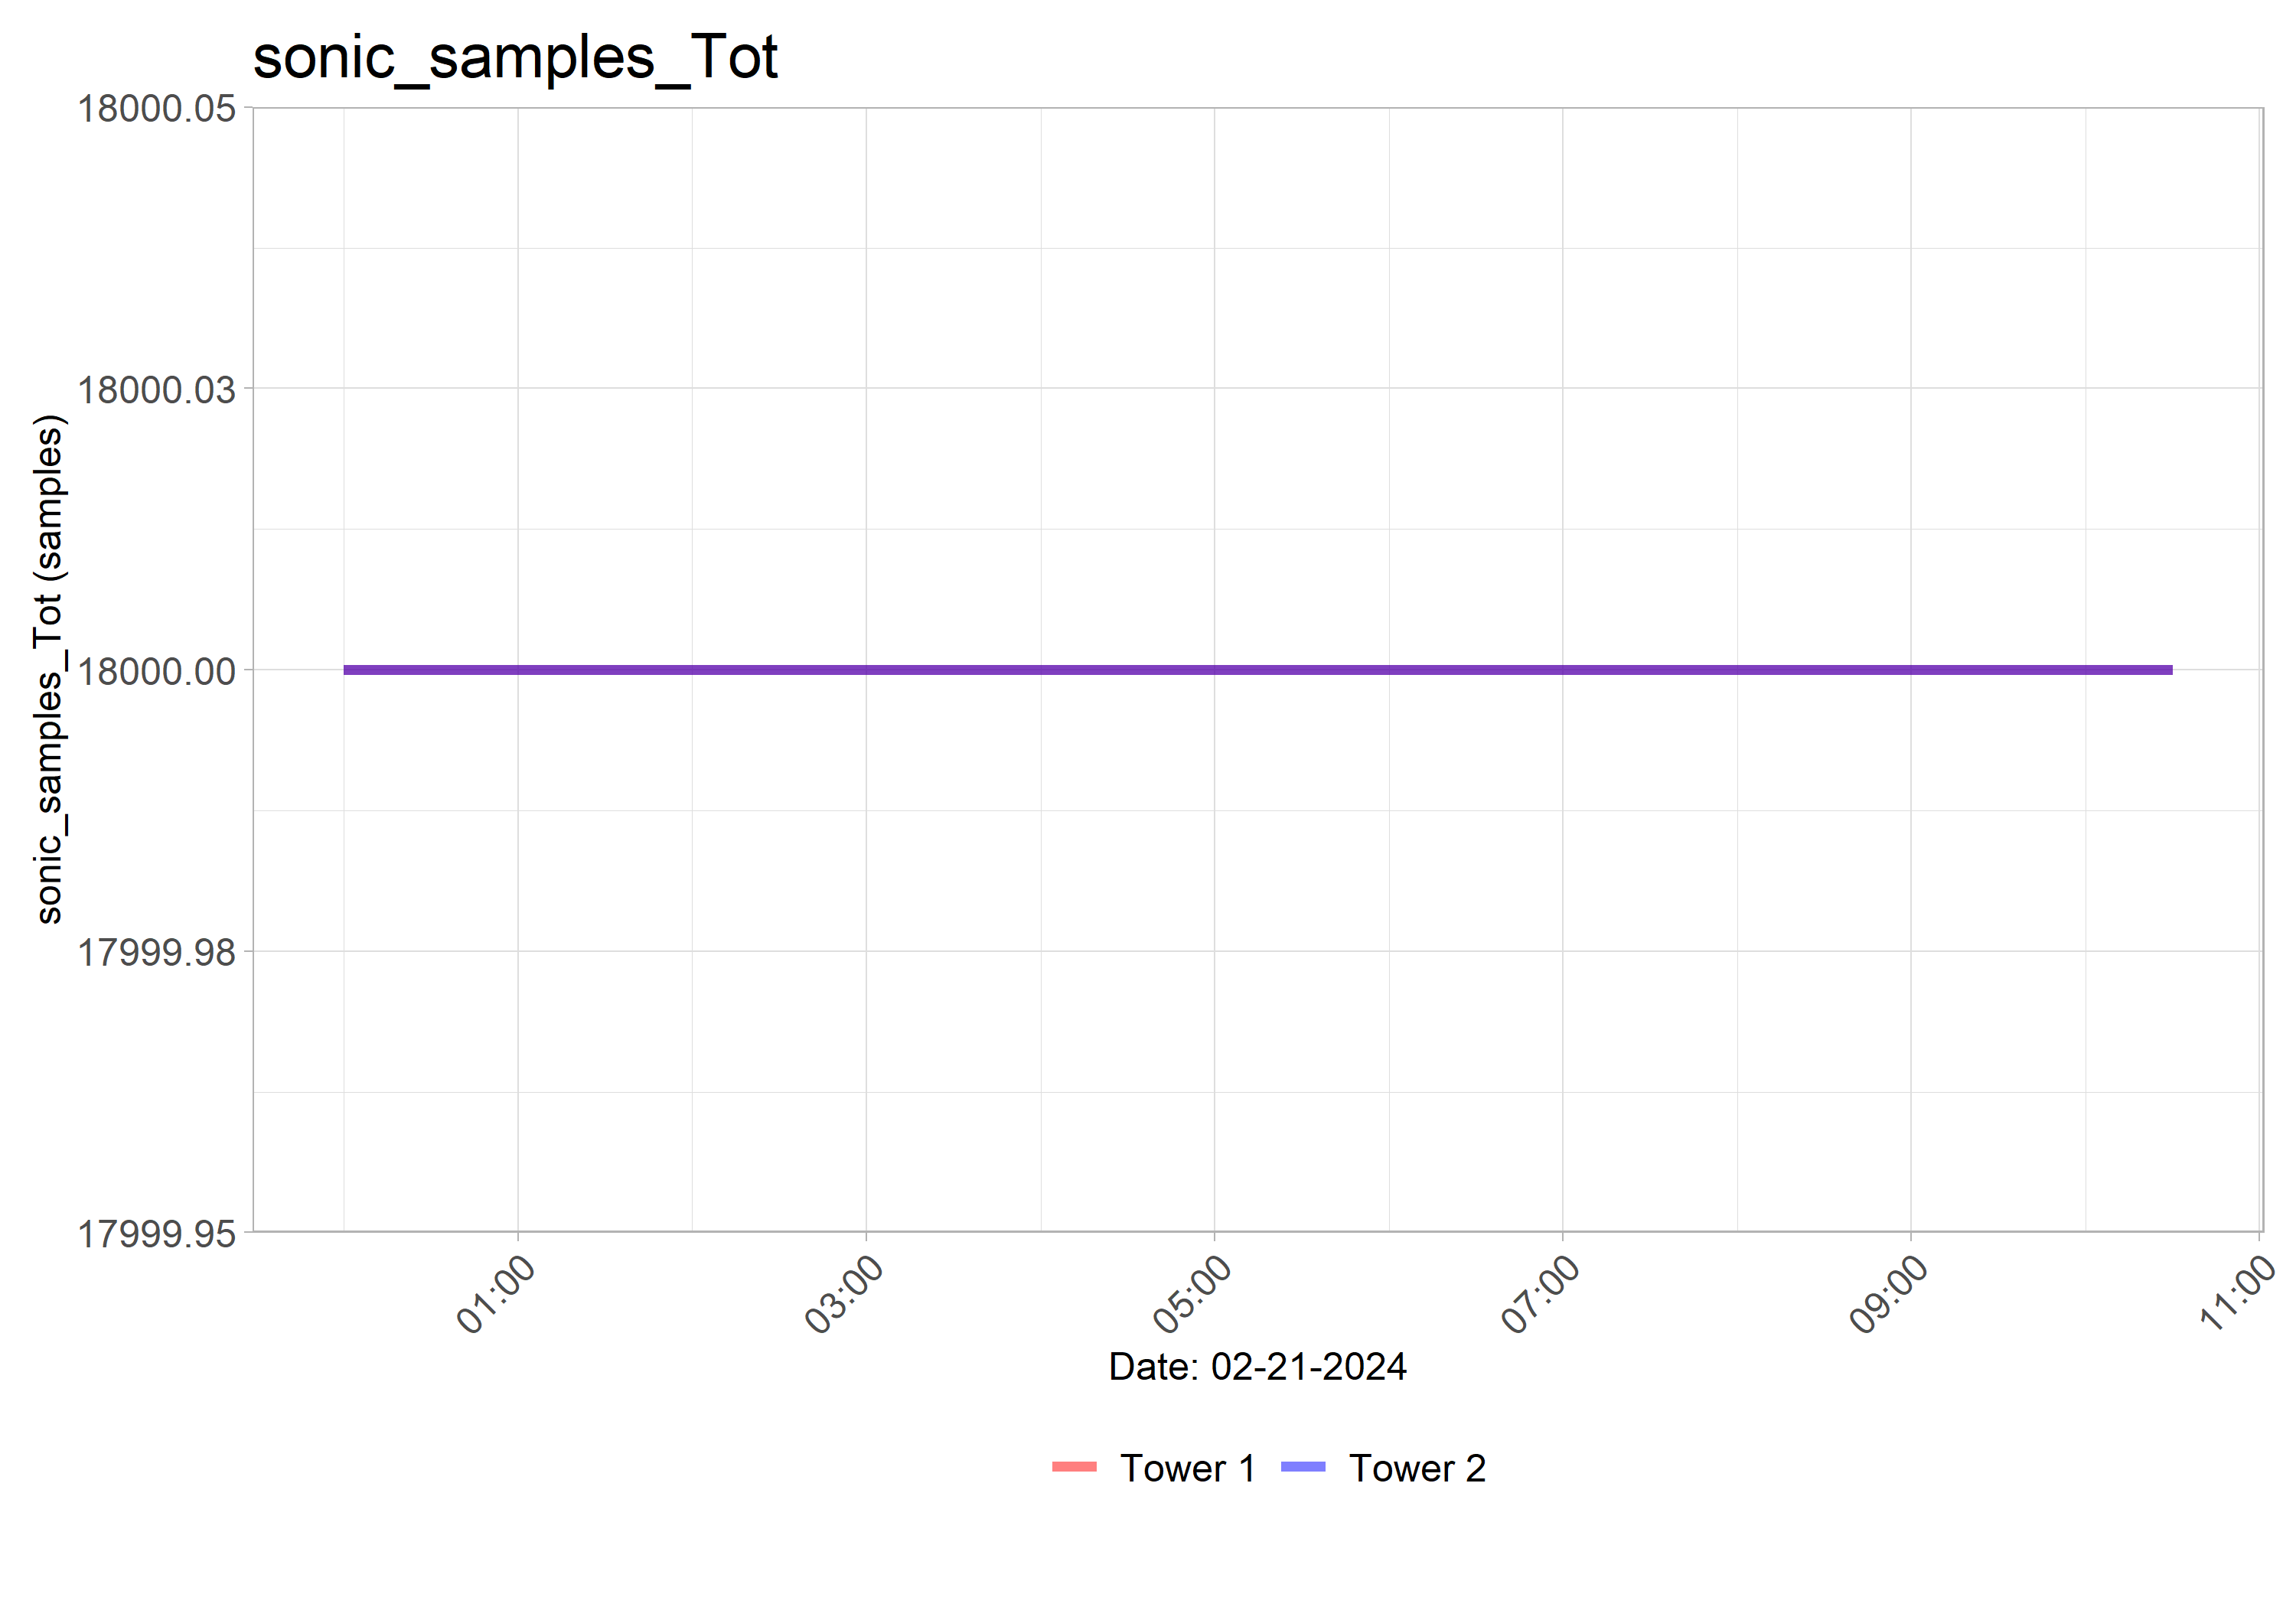 sonic_samples_Tot
18000.05
18000.03
18000.00
17999.98
17999.95
sonic_samples_Tot (samples)
01:00
03:00
05:00
07:00
09:00
11:00
Date: 02-21-2024
Tower 1
Tower 2